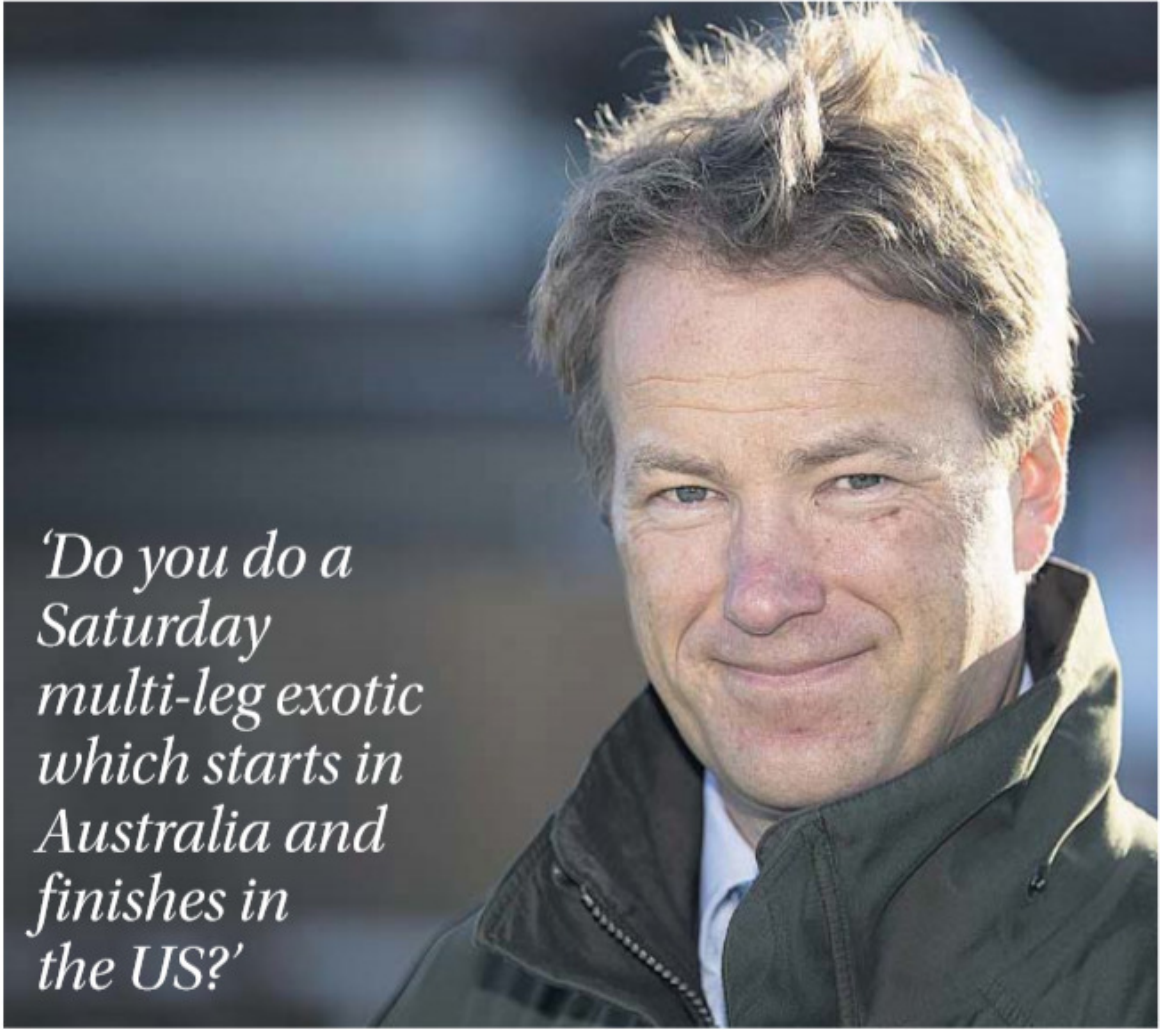 ‘Do you do a
Saturday
multi-leg exotic
which starts in
Australia and
finishes in
the US?’